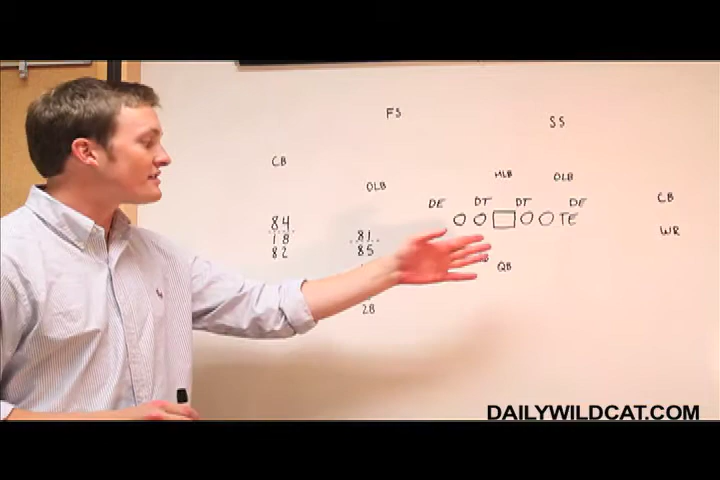 FS
SS
CB
MLB
OLB
OLB
DE DT DT DE
CB
84
18
82
81
85
TE
WR
QB
2B
DAILYWILDCAT.COM